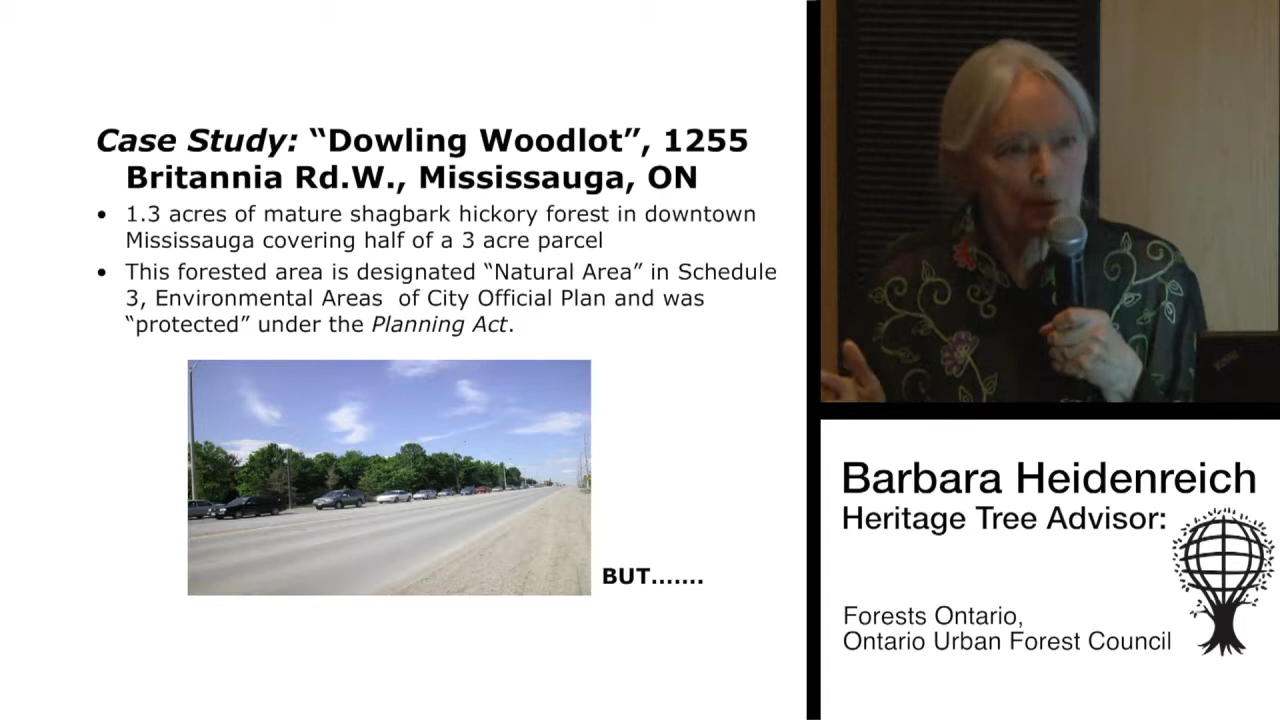 Case Study: “Dowling Woodlot”, 1255
Britannia Rd.W., Mississauga, ON
• 1.3 acres of mature shagbark hickory forest in downtown
Mississauga covering half of a 3 acre parcel
• This forested area is designated “Natural Area” in Schedule
3, Environmental Areas of City Official Plan and was
“protected” under the Planning Act.
BUT.......
Barbara Heidenreich
Heritage Tree Advisor:
Forests Ontario,
Ontario Urban Forest Council